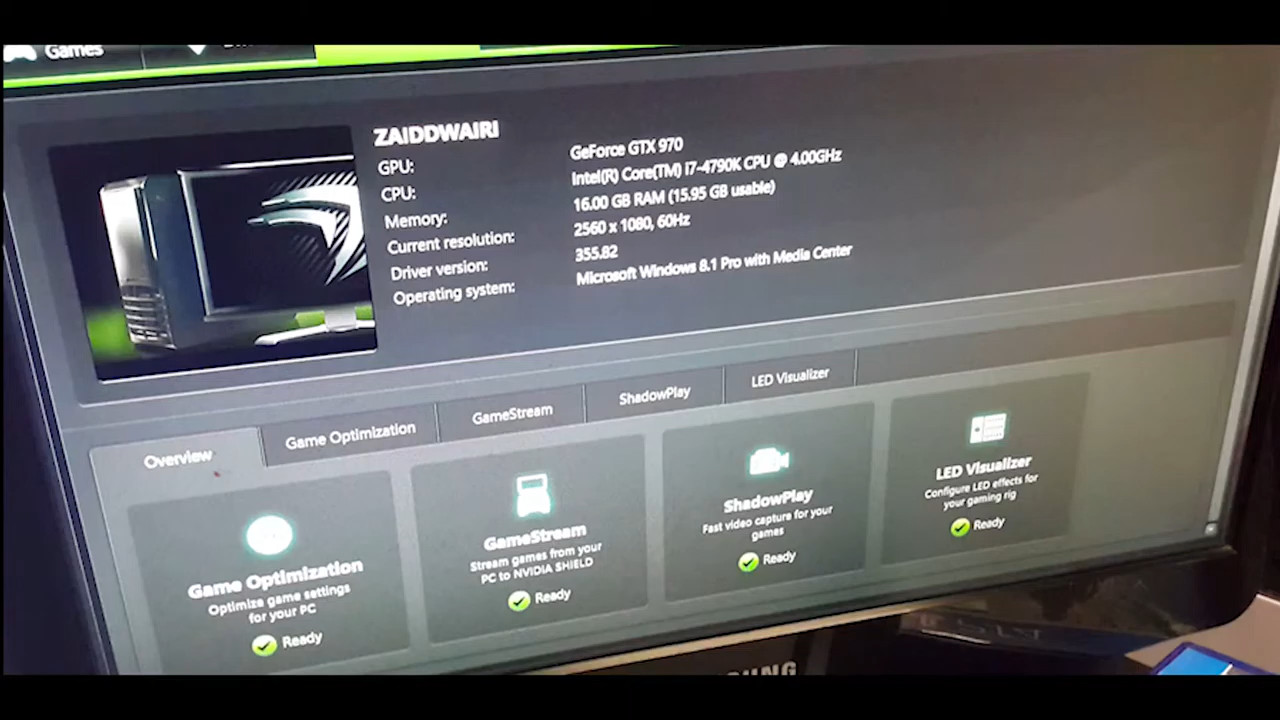 Games
ZAIDDWAIRI
GPU: GeForce GTX 970
CPU: Intel(R) Core(TM) i7-4790K CPU @ 4.00GHz
Memory: 16.00 GB RAM (15.95 GB usable)
Current resolution: 2560 x 1080, 60Hz
Driver version: 355.82
Operating system: Microsoft Windows 8.1 Pro with Media Center
Overview
Game Optimization
GameStream
ShadowPlay
LED Visualizer
Game Optimization
Optimize game settings
for your PC
Ready
GameStream
Stream games from your
PC to NVIDIA SHIELD
Ready
ShadowPlay
Fast video capture for your
games
Ready
LED Visualizer
Configure LED effects for
your gaming rig
Ready